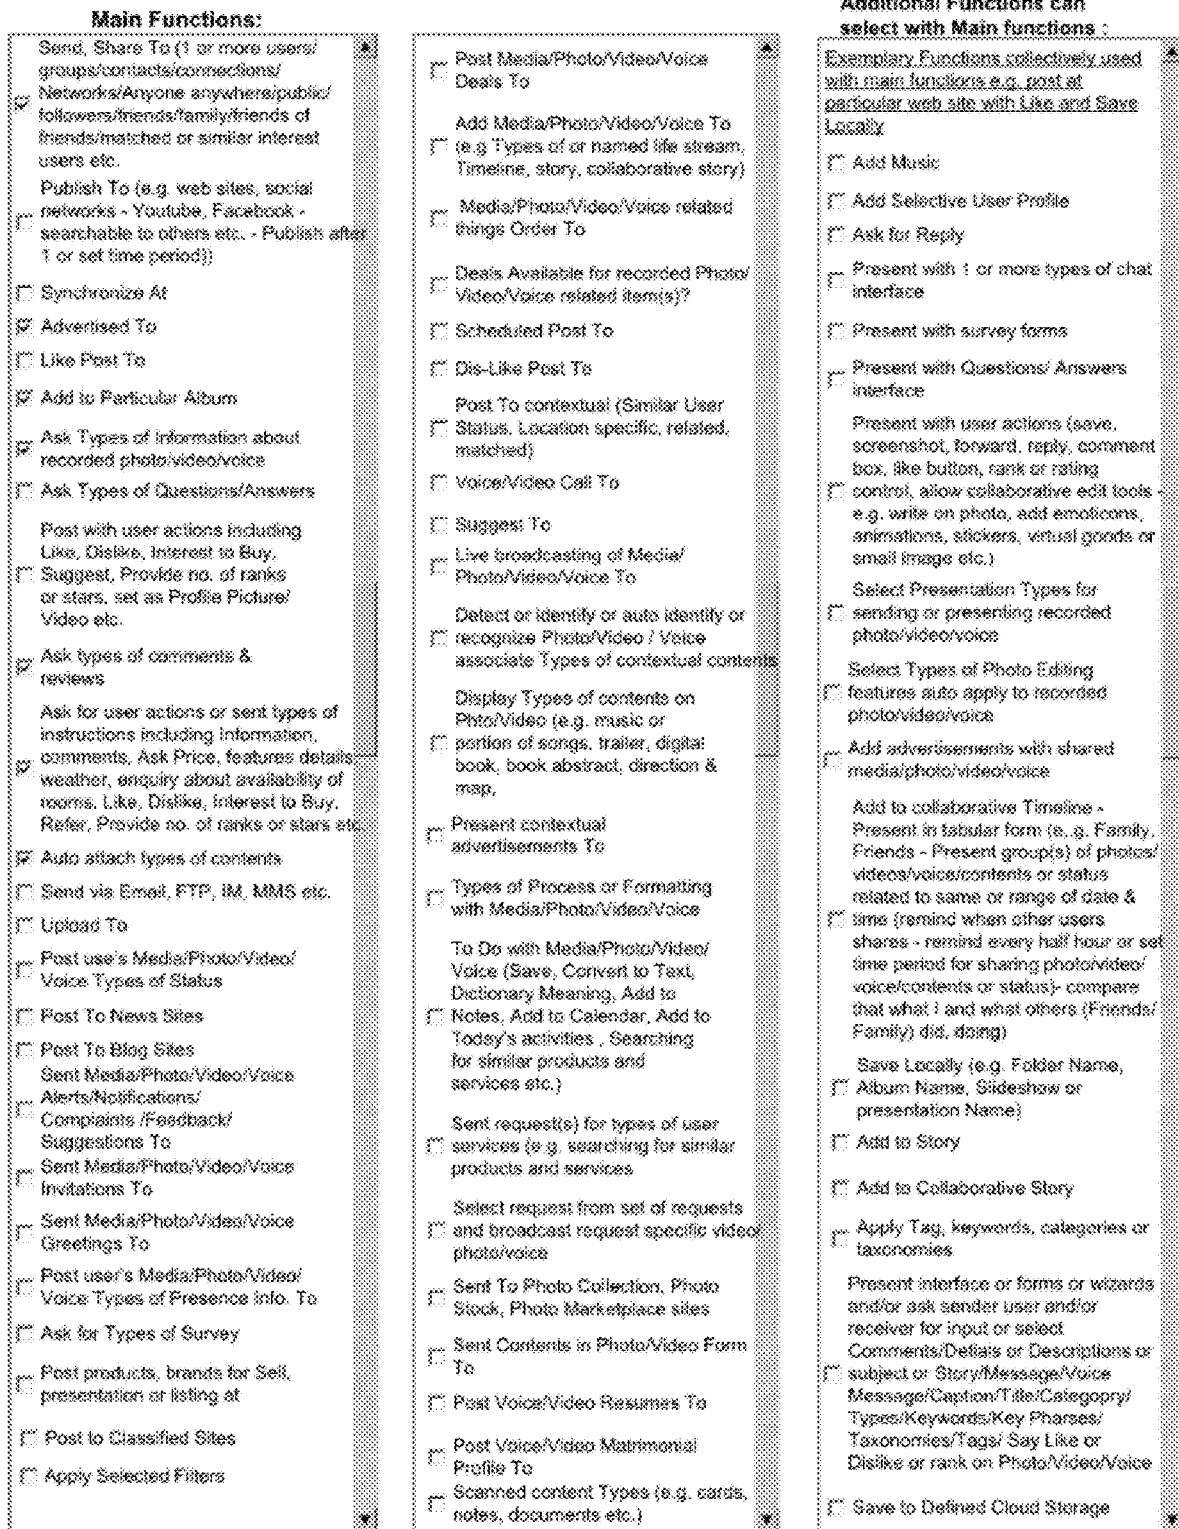 Main Functions:
Send, Share To (1 or more users/
groups/contacts/connections/
Networks/Anyone anywhere/public/
followers/friends/family/friends of
friends/matched or similar interest
users etc.
Publish To (e.g. web sites, social
networks - Youtube, Facebook -
searchable to others etc. - Publish after
1 or set time period))
Synchronize At
Advertised To
Like Post To
Add to Particular Album
Ask Types of Information about
recorded photo/video/voice
Ask Types of Questions/Answers
Post with user actions including
Like, Dislike, Interest to Buy,
Suggest, Provide no. of ranks
or stars, set as Profile Picture/
Video etc.
Ask types of comments &
reviews
Ask for user actions or sent types of
instructions including Information,
comments, Ask Price, features details,
weather, enquiry about availability of
rooms, Like, Dislike, Interest to Buy,
Refer, Provide no. of ranks or stars etc.
Auto attach types of contents
Send via Email, FTP, IM, MMS etc.
Upload To
Post use's Media/Photo/Video/
Voice Types of Status
Post To News Sites
Post To Blog Sites
Sent Media/Photo/Video/Voice
Alerts/Notifications/
Complaints /Feedback/
Suggestions To
Sent Media/Photo/Video/Voice
Invitations To
Sent Media/Photo/Video/Voice
Greetings To
Post user's Media/Photo/Video/
Voice Types of Presence Info. To
Ask for Types of Survey
Post products, brands for Sell,
presentation or listing at
Post to Classified Sites
Apply Selected Filters
Post Media/Photo/Video/Voice
Deals To
Add Media/Photo/Video/Voice To
(e.g Types of or named life stream,
Timeline, story, collaborative story)
Media/Photo/Video/Voice related
things Order To
Deals Available for recorded Photo/
Video/Voice related item(s)?
Scheduled Post To
Dis-Like Post To
Post To contextual (Similar User
Status, Location specific, related,
matched)
Voice/Video Call To
Suggest To
Live broadcasting of Media/
Photo/Video/Voice To
Detect or identify or auto identify or
recognize Photo/Video / Voice
associate Types of contextual contents
Display Types of contents on
Phto/Video (e.g. music or
portion of songs, trailer, digital
book, book abstract, direction &
map,
Present contextual
advertisements To
Types of Process or Formatting
with Media/Photo/Video/Voice
To Do with Media/Photo/Video/
Voice (Save, Convert to Text,
Dictionary Meaning, Add to
Notes, Add to Calendar, Add to
Today's activities , Searching
for similar products and
services etc.)
Sent request(s) for types of user
services (e.g. searching for similar
products and services
Select request from set of requests
and broadcast request specific video/
photo/voice
Sent To Photo Collection, Photo
Stock, Photo Marketplace sites
Sent Contents in Photo/Video Form
To
Post Voice/Video Resumes To
Post Voice/Video Matrimonial
Profile To
Scanned content Types (e.g. cards,
notes, documents etc.)
Additional Functions can
select with Main functions :
Exemplary Functions collectively used
with main functions e.g. post at
particular web site with Like and Save
Locally
Add Music
Add Selective User Profile
Ask for Reply
Present with 1 or more types of chat
interface
Present with survey forms
Present with Questions/ Answers
interface
Present with user actions (save,
screenshot, forward, reply, comment
box, like button, rank or rating
control, allow collaborative edit tools -
e.g. write on photo, add emoticons,
animations, stickers, virtual goods or
small image etc.)
Select Presentation Types for
sending or presenting recorded
photo/video/voice
Select Types of Photo Editing
features auto apply to recorded
photo/video/voice
Add advertisements with shared
media/photo/video/voice
Add to collaborative Timeline -
Present in tabular form (e..g. Family,
Friends - Present group(s) of photos/
videos/voice/contents or status
related to same or range of date &
time (remind when other users
shares - remind every half hour or set
time period for sharing photo/video/
voice/contents or status)- compare
that what I and what others (Friends/
Family) did, doing)
Save Locally (e.g. Folder Name,
Album Name, Slideshow or
presentation Name)
Add to Story
Add to Collaborative Story
Apply Tag, keywords, categories or
taxonomies
Present interface or forms or wizards
and/or ask sender user and/or
receiver for input or select
Comments/Detials or Descriptions or
subject or Story/Message/Voice
Message/Caption/Title/Categopry/
Types/Keywords/Key Pharses/
Taxonomies/Tags/ Say Like or
Dislike or rank on Photo/Video/Voice
Save to Defined Cloud Storage